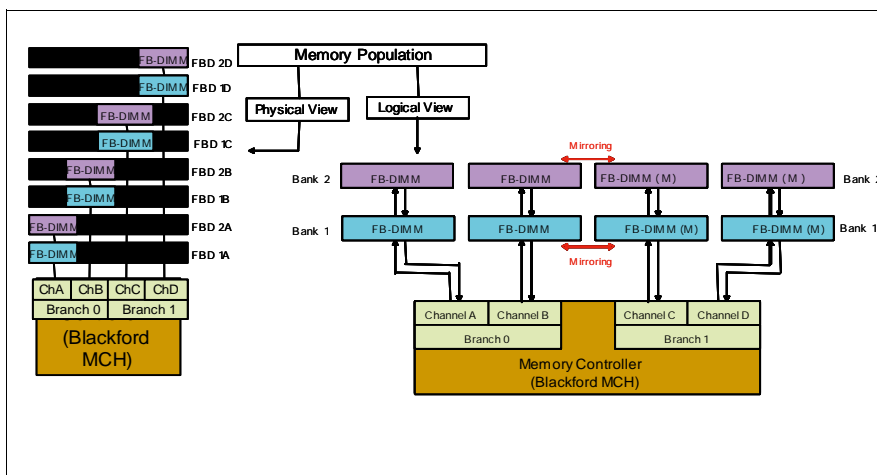 FB-DIMM FBD 2D
FB-DIMM FBD 1D
FB-DIMM FBD 2C
FB-DIMM FBD 1C
FB-DIMM FBD 2B
FB-DIMM FBD 1B
FB-DIMM FBD 2A
FB-DIMM FBD 1A
ChA ChB ChC ChD
Branch 0 Branch 1
(Blackford
MCH)
Memory Population
Physical View
Logical View
Mirroring
Bank 2 FB-DIMM FB-DIMM FB-DIMM (M) FB-DIMM (M) Bank 2
Bank 1 FB-DIMM FB-DIMM FB-DIMM (M) FB-DIMM (M) Bank 1
Mirroring
Channel A Channel B Channel C Channel D
Branch 0 Branch 1
Memory Controller
(Blackford MCH)